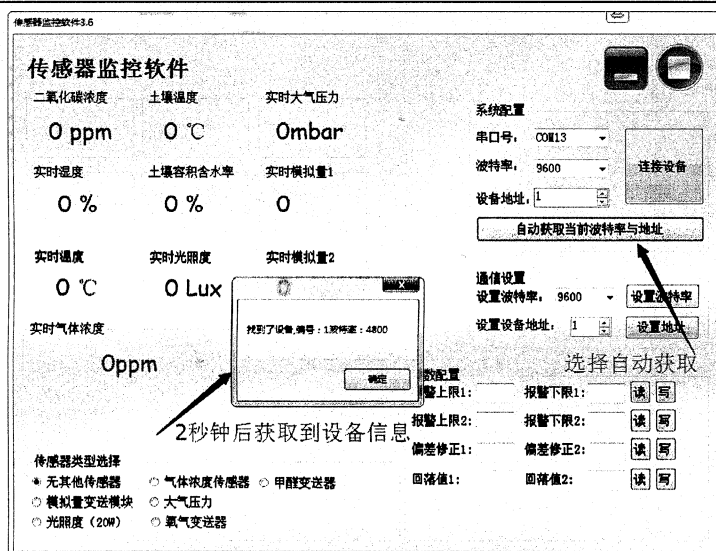 传感器监控软件3.6
传感器监控软件
二氧化碳浓度 土壤温度 实时大气压力
0 ppm 0 ℃ 0mbar
实时湿度 土壤容积含水率 实时模拟量1
0 % 0 % 0
实时温度 实时光照度 实时模拟量2
0 ℃ 0 Lux 0
实时气体浓度
0ppm
系统配置
串口号: COM13
波特率: 9600
设备地址: 1
连接设备
自动获取当前波特率与地址
通信设置
设置波特率: 9600 设置波特率
设置设备地址: 1 设置地址
选择自动获取
找到了设备,编号:1波特率:4800
确定
2秒钟后获取到设备信息
数配置
报警上限1: 报警下限1: 读 写
报警上限2: 报警下限2: 读 写
偏差修正1: 偏差修正2: 读 写
回落值1: 回落值2: 读 写
传感器类型选择
无其他传感器 气体浓度传感器 甲醛变送器
模拟量变送模块 大气压力
光照度(20W) 氧气变送器